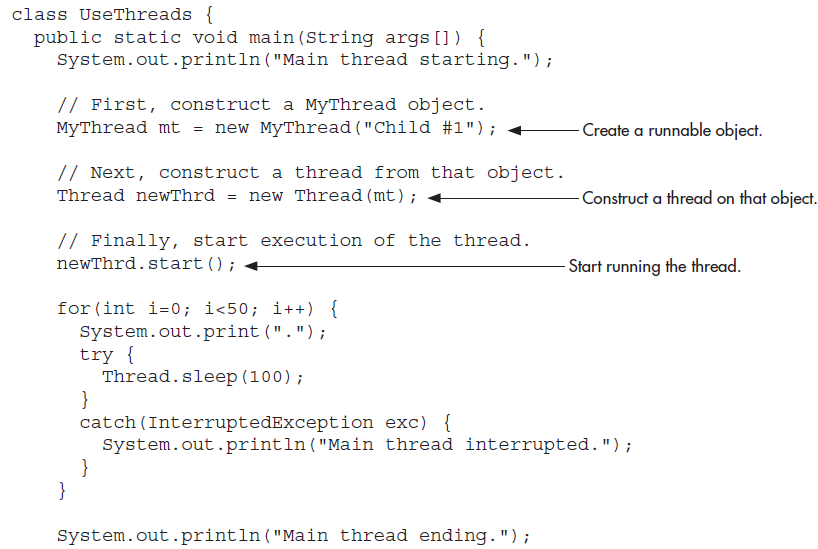 class UseThreads {
public static void main(String args[]) {
System.out.println("Main thread starting.");
// First, construct a MyThread object.
MyThread mt = new MyThread("Child #1"); Create a runnable object.
// Next, construct a thread from that object.
Thread newThrd = new Thread(mt); Construct a thread on that object.
// Finally, start execution of the thread.
newThrd.start(); Start running the thread.
for(int i=0; i<50; i++) {
System.out.print(".");
try {
Thread.sleep(100);
}
catch(InterruptedException exc) {
System.out.println("Main thread interrupted.");
}
}
System.out.println("Main thread ending.");